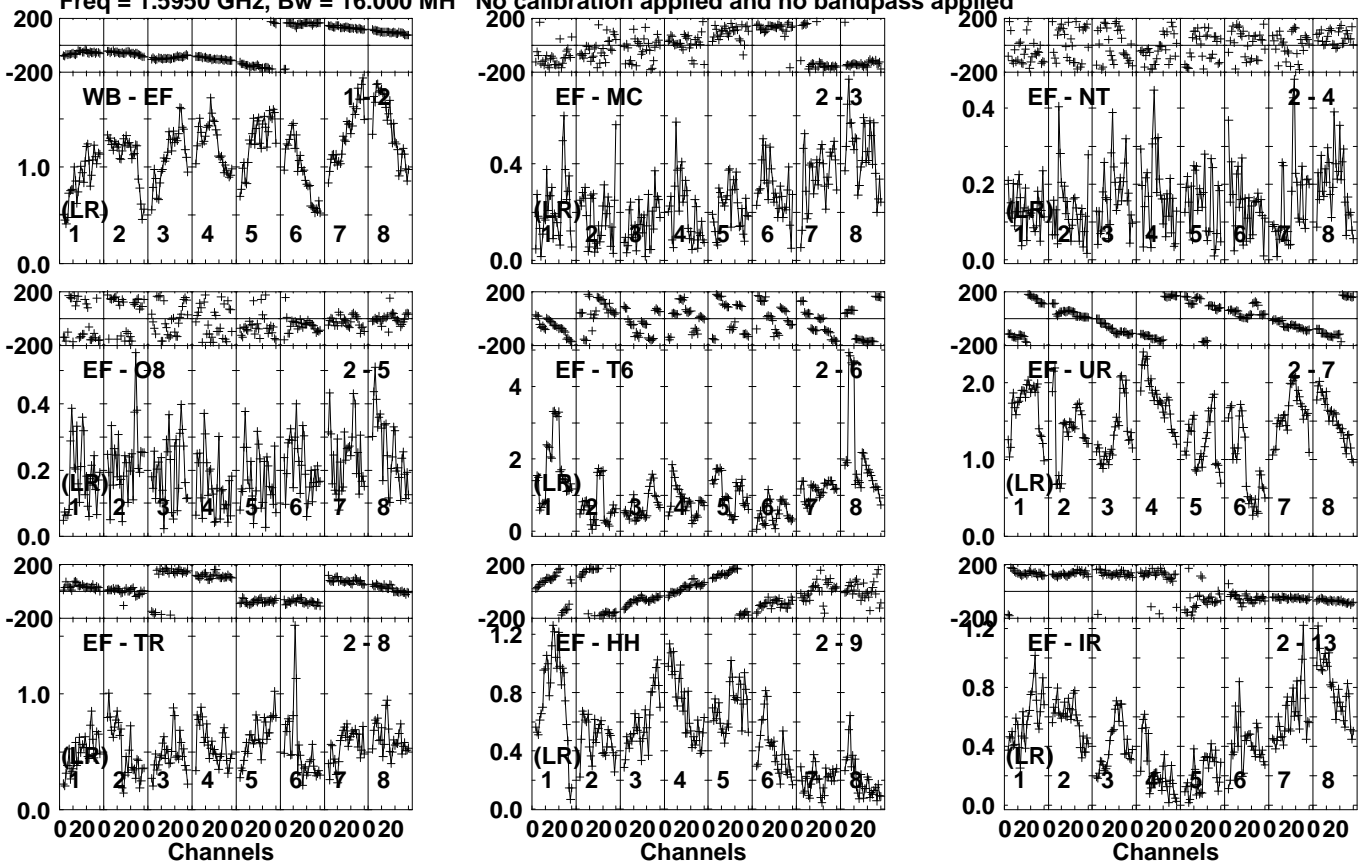 Freq = 1.5950 GHz, Bw = 16.000 MH No calibration applied and no bandpass applied
200
-200
WB - EF 1 - 2
1.0
(LR)
1 2 3 4 5 6 7 8
0.0
200
-200
EF - MC 2 - 3
0.4
(LR)
1 2 3 4 5 6 7 8
0.0
200
-200
EF - NT 2 - 4
0.4
0.2
(LR)
1 2 3 4 5 6 7 8
0.0
200
-200
EF - O8 2 - 5
0.4
0.2
(LR)
1 2 3 4 5 6 7 8
0.0
200
-200
EF - T6 2 - 6
4
2
(LR)
1 2 3 4 5 6 7 8
0
200
-200
EF - UR 2 - 7
2.0
1.0
(LR)
1 2 3 4 5 6 7 8
0.0
200
-200
EF - TR 2 - 8
1.0
(LR)
1 2 3 4 5 6 7 8
0.0
0 20 0 20 0 20 0 20 0 20 0 20 0 20 0 20
Channels
200
-200
EF - HH 2 - 9
1.2
0.8
0.4
(LR)
1 2 3 4 5 6 7 8
0.0
0 20 0 20 0 20 0 20 0 20 0 20 0 20 0 20
Channels
200
-200
EF - IR 2 - 13
1.2
0.8
0.4
(LR)
1 2 3 4 5 6 7 8
0.0
0 20 0 20 0 20 0 20 0 20 0 20 0 20 0 20
Channels